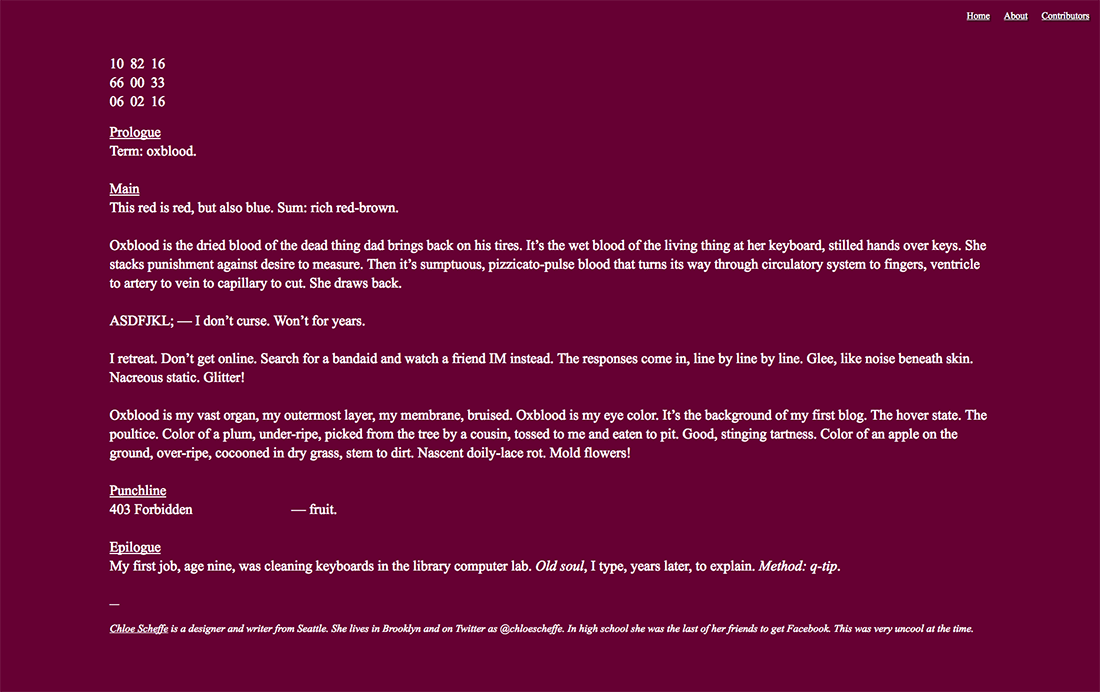 Home About Contributors
10 82 16
66 00 33
06 02 16
Prologue
Term: oxblood.
Main
This red is red, but also blue. Sum: rich red-brown.
Oxblood is the dried blood of the dead thing dad brings back on his tires. It’s the wet blood of the living thing at her keyboard, stilled hands over keys. She
stacks punishment against desire to measure. Then it’s sumptuous, pizzicato-pulse blood that turns its way through circulatory system to fingers, ventricle
to artery to vein to capillary to cut. She draws back.
ASDFJKL; — I don’t curse. Won’t for years.
I retreat. Don’t get online. Search for a bandaid and watch a friend IM instead. The responses come in, line by line by line. Glee, like noise beneath skin.
Nacreous static. Glitter!
Oxblood is my vast organ, my outermost layer, my membrane, bruised. Oxblood is my eye color. It’s the background of my first blog. The hover state. The
poultice. Color of a plum, under-ripe, picked from the tree by a cousin, tossed to me and eaten to pit. Good, stinging tartness. Color of an apple on the
ground, over-ripe, cocooned in dry grass, stem to dirt. Nascent doily-lace rot. Mold flowers!
Punchline
403 Forbidden — fruit.
Epilogue
My first job, age nine, was cleaning keyboards in the library computer lab. Old soul, I type, years later, to explain. Method: q-tip.
—
Chloe Scheffe is a designer and writer from Seattle. She lives in Brooklyn and on Twitter as @chloescheffe. In high school she was the last of her friends to get Facebook. This was very uncool at the time.